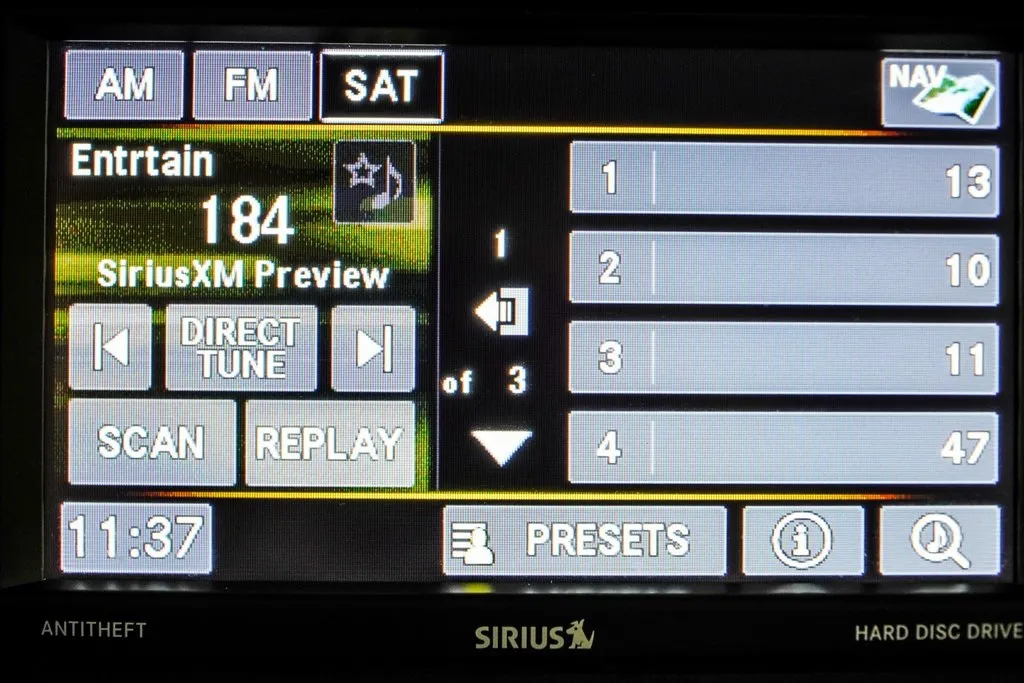 AM FM SAT NAV
Entrtain
184
SiriusXM Preview
DIRECT
TUNE
SCAN REPLAY
1
of 3
1 13
2 10
3 11
4 47
11:37 PRESETS i
ANTITHEFT SIRIUS HARD DISC DRIVE